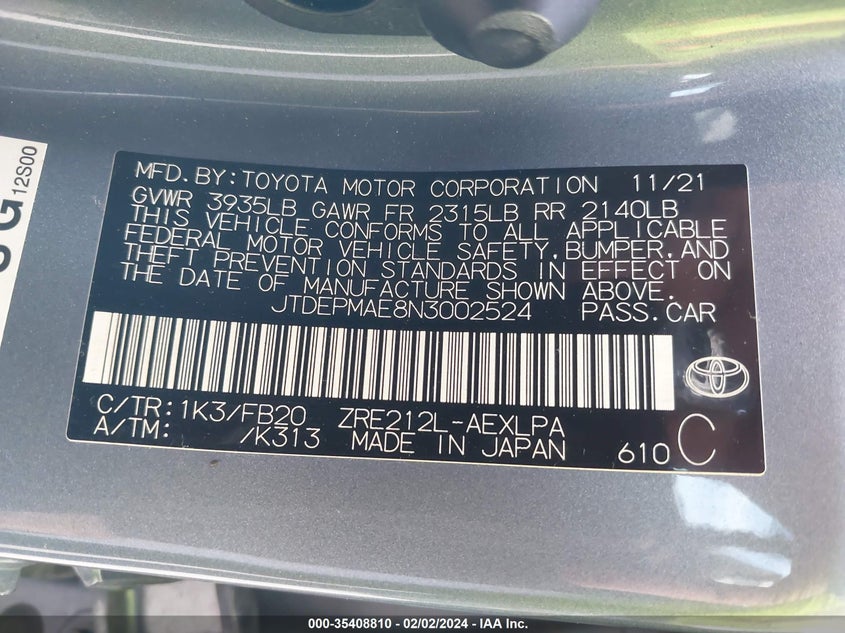 G 12S00
MFD.BY:TOYOTA MOTOR CORPORATION 11/21
GVWR 3935LB GAWR FR 2315LB RR 2140LB
THIS VEHICLE CONFORMS TO ALL APPLICABLE
FEDERAL MOTOR VEHICLE SAFETY,BUMPER,AND
THEFT PREVENTION STANDARDS IN EFFECT ON
THE DATE OF MANUFACTURE SHOWN ABOVE.
JTDEPMAE8N3002524 PASS.CAR
C/TR:1K3/FB20 ZRE212L-AEXLPA
A/TM: /K313 MADE IN JAPAN 610 C
000-35408810 - 02/02/2024 - IAA Inc.